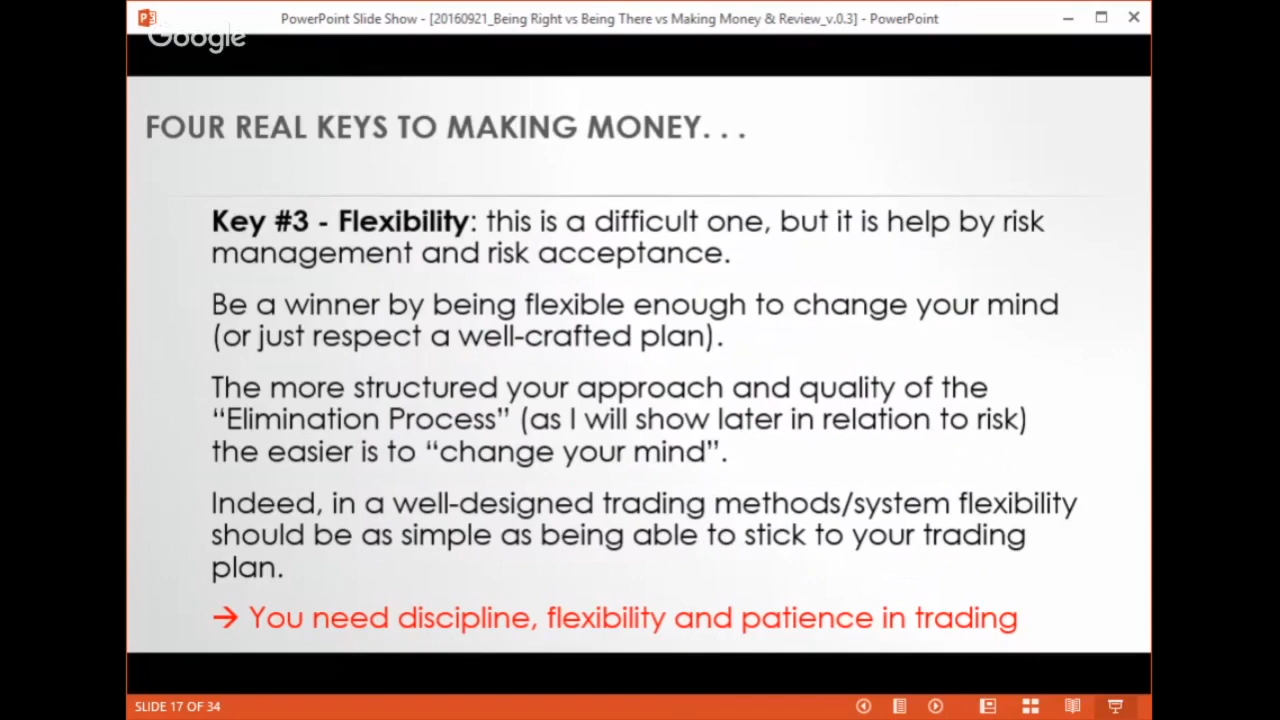 PowerPoint Slide Show - [20160921_Being Right vs Being There vs Making Money & Review_v.0.3] - PowerPoint
Google
FOUR REAL KEYS TO MAKING MONEY. . .
Key #3 - Flexibility: this is a difficult one, but it is help by risk
management and risk acceptance.
Be a winner by being flexible enough to change your mind
(or just respect a well-crafted plan).
The more structured your approach and quality of the
“Elimination Process” (as I will show later in relation to risk)
the easier is to “change your mind”.
Indeed, in a well-designed trading methods/system flexibility
should be as simple as being able to stick to your trading
plan.
→ You need discipline, flexibility and patience in trading
SLIDE 17 OF 34